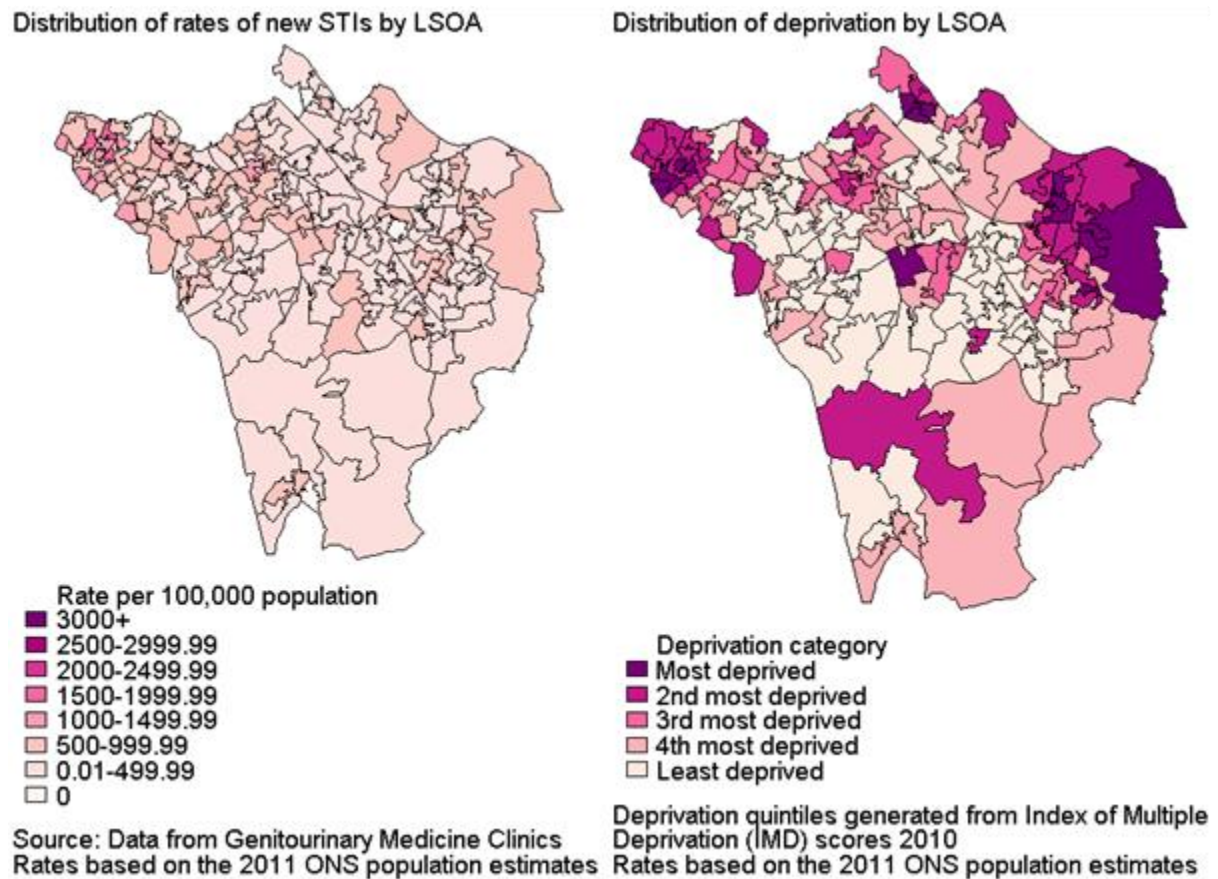 Distribution of rates of new STIs by LSOA
Distribution of deprivation by LSOA
Rate per 100,000 population
3000+
2500-2999.99
2000-2499.99
1500-1999.99
1000-1499.99
500-999.99
0.01-499.99
0
Source: Data from Genitourinary Medicine Clinics
Rates based on the 2011 ONS population estimates
Deprivation category
Most deprived
2nd most deprived
3rd most deprived
4th most deprived
Least deprived
Deprivation quintiles generated from Index of Multiple
Deprivation (IMD) scores 2010
Rates based on the 2011 ONS population estimates